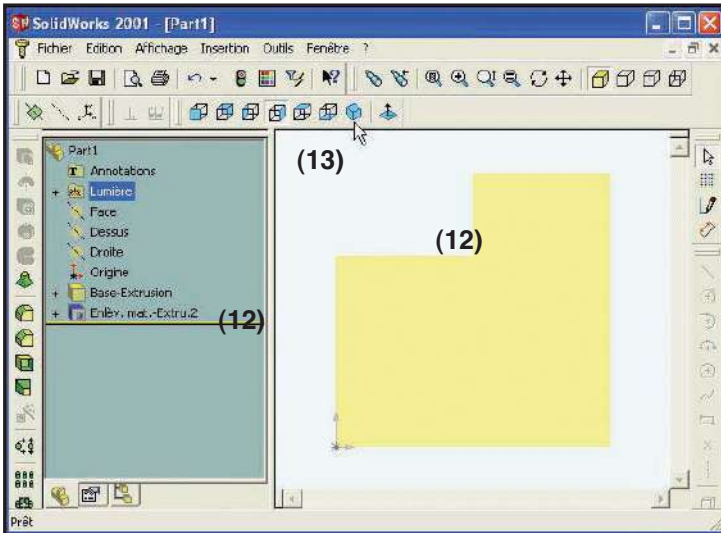 SolidWorks 2001 - [Part1]
Fichier Edition Affichage Insertion Outils Fenêtre ?
Part1
Annotations
Lumière
Face
Dessus
Droite
Origine
Base-Extrusion
Enlèv. mat.-Extru.2
(12)
(13)
(12)
Prêt